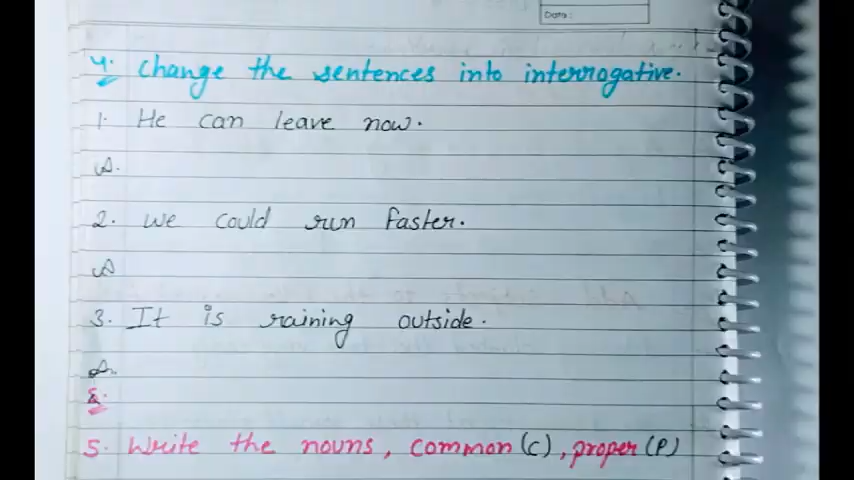 Date:
4. Change the sentences into interrogative.
1. He can leave now.
A.
2. We could run faster.
A
3. It is raining outside.
A.
5. Write the nouns, common (C), proper (P)